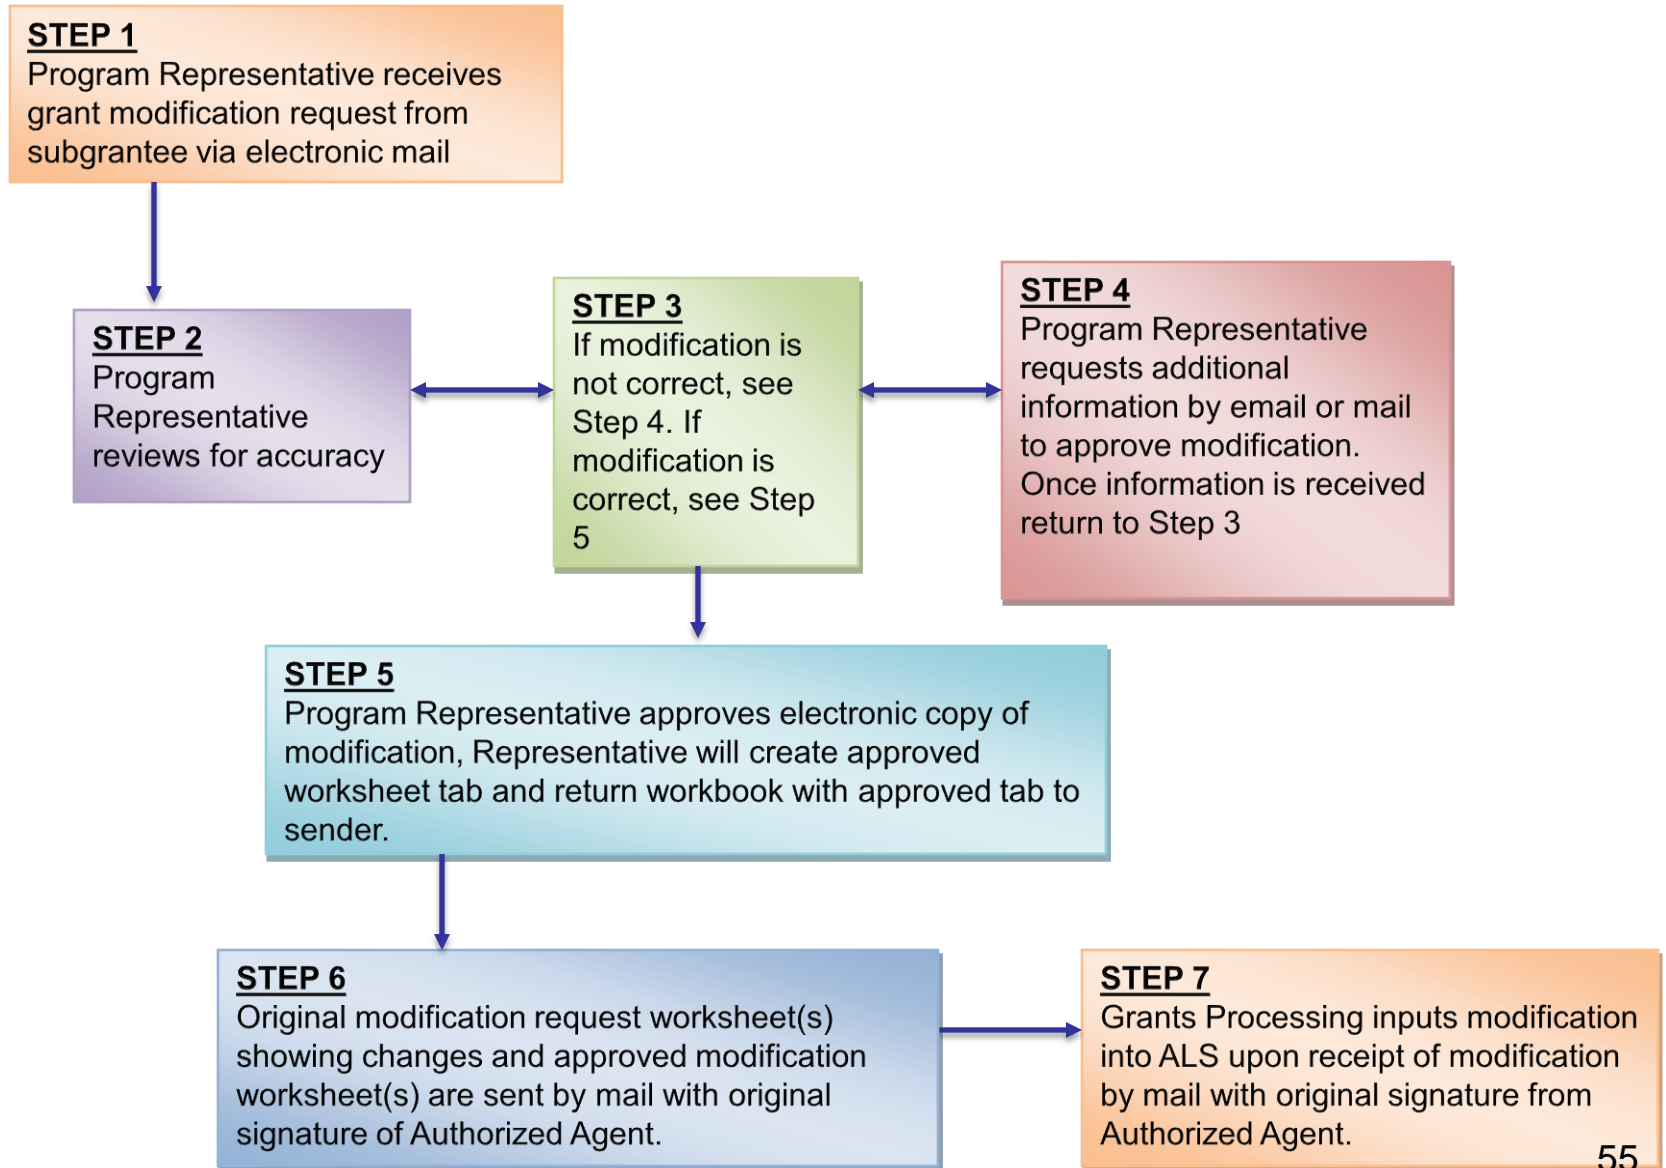 STEP 1
Program Representative receives
grant modification request from
subgrantee via electronic mail
STEP 2
Program
Representative
reviews for accuracy
STEP 3
If modification is
not correct, see
Step 4. If
modification is
correct, see Step
5
STEP 4
Program Representative
requests additional
information by email or mail
to approve modification.
Once information is received
return to Step 3
STEP 5
Program Representative approves electronic copy of
modification, Representative will create approved
worksheet tab and return workbook with approved tab to
sender.
STEP 6
Original modification request worksheet(s)
showing changes and approved modification
worksheet(s) are sent by mail with original
signature of Authorized Agent.
STEP 7
Grants Processing inputs modification
into ALS upon receipt of modification
by mail with original signature from
Authorized Agent.
55